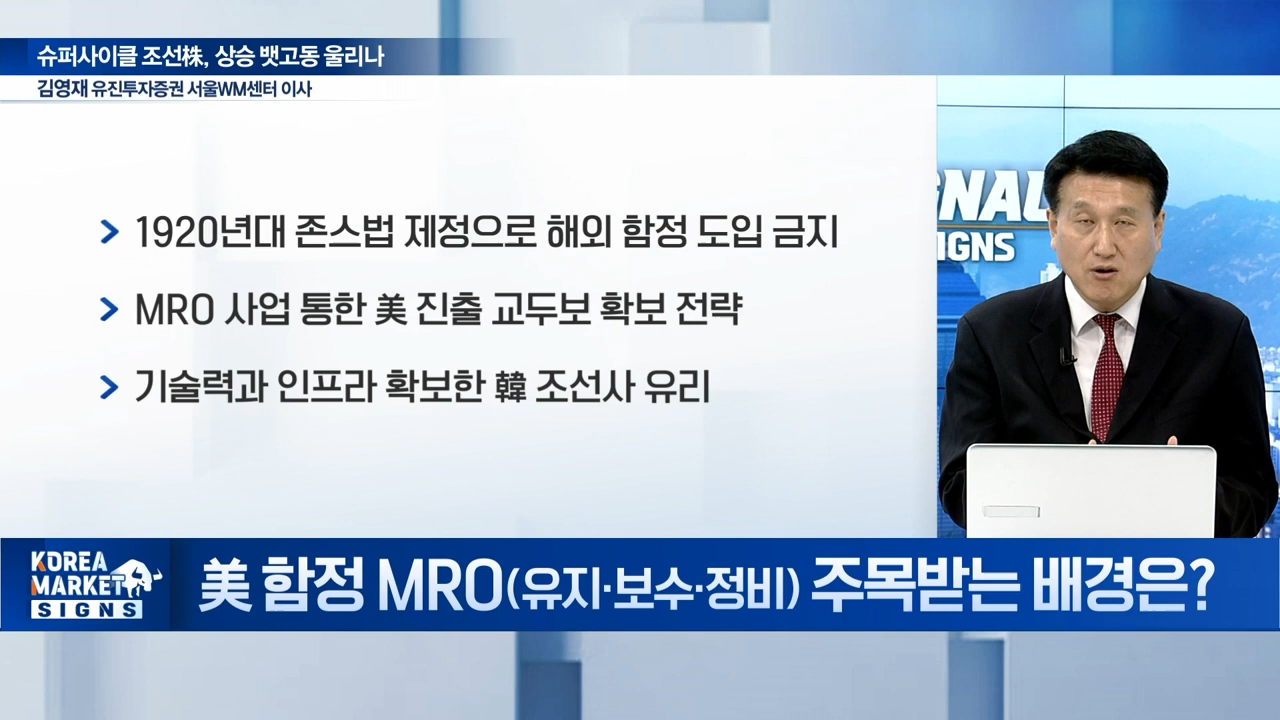 슈퍼사이클 조선株, 상승 뱃고동 울리나
김영재 유진투자증권 서울WM센터 이사
GNAL
IGNS
1920년대 존스법 제정으로 해외 함정 도입 금지
MRO 사업 통한 美 진출 교두보 확보 전략
기술력과 인프라 확보한 韓 조선사 유리
KOREA
MARKET
SIGNS
美 함정 MRO(유지·보수·정비) 주목받는 배경은?